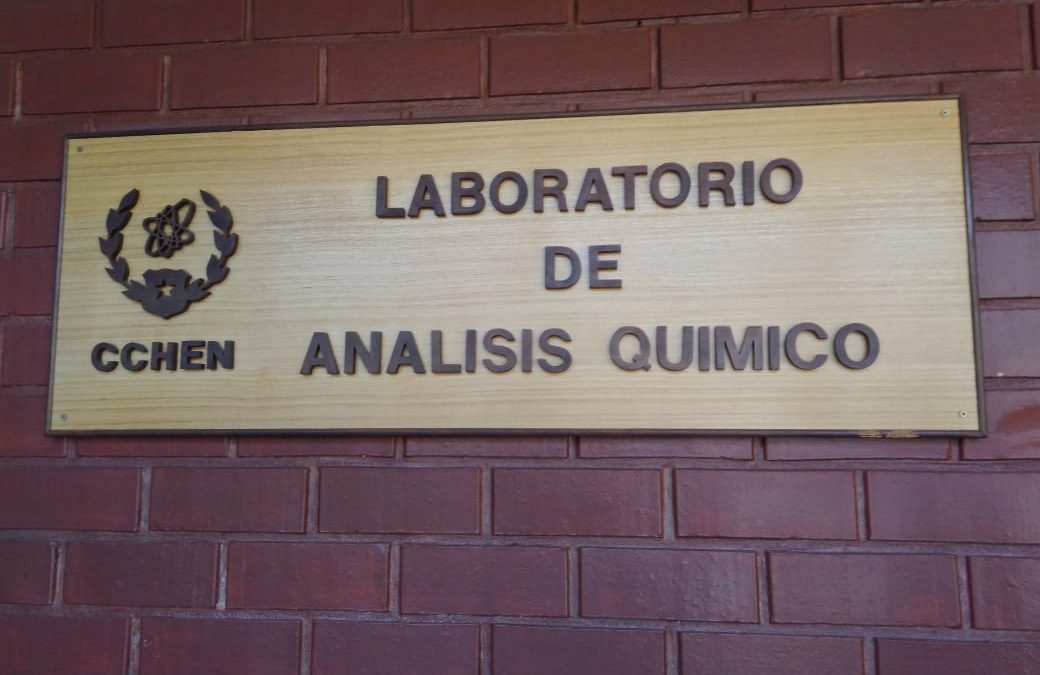 LABORATORIO
DE
ANALISIS QUIMICO
CCHEN